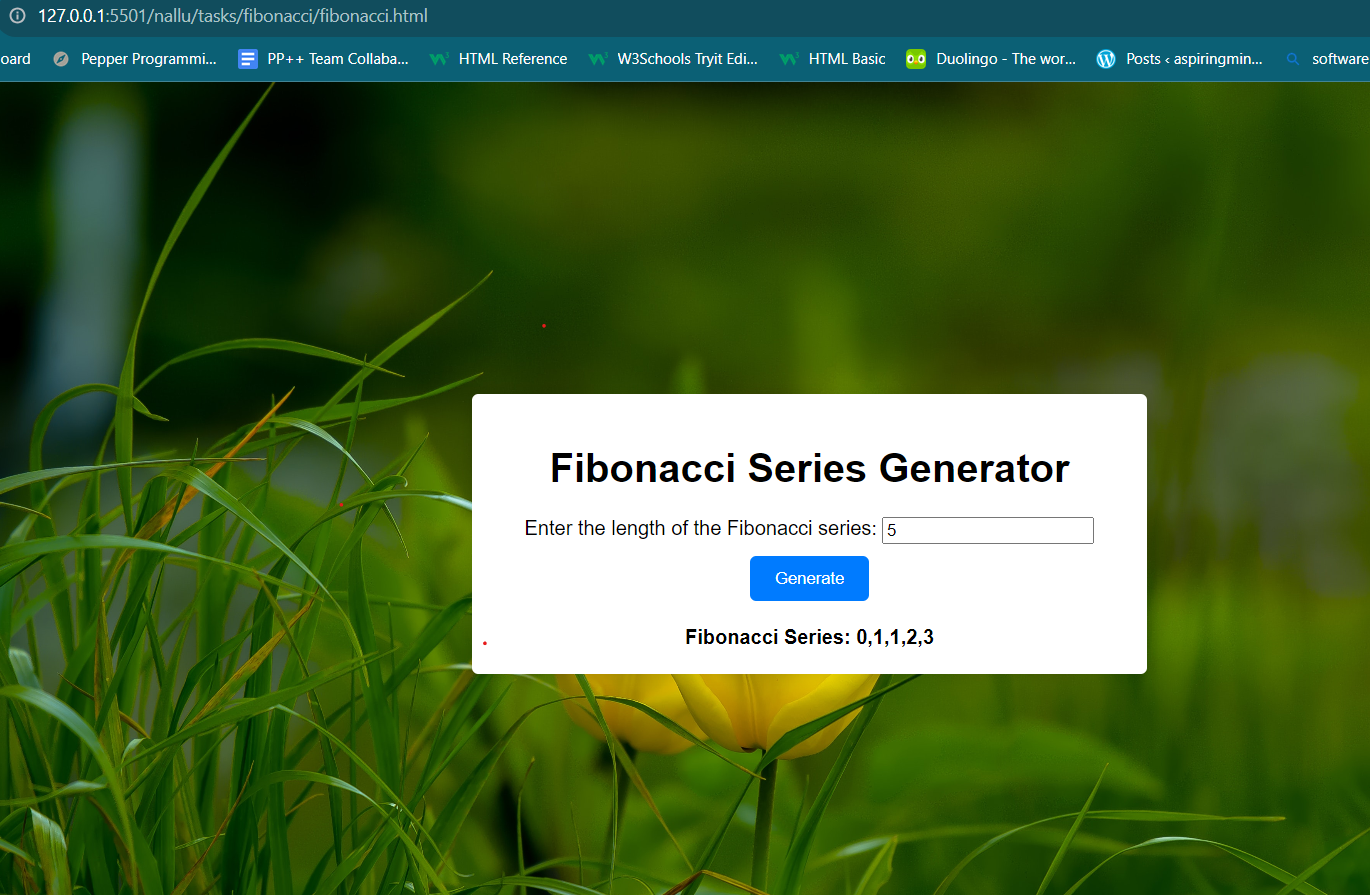 127.0.0.1:5501/nallu/tasks/fibonacci/fibonacci.html
oard Pepper Programmi... PP++ Team Collaba... HTML Reference W3Schools Tryit Edi... HTML Basic Duolingo - The wor... Posts ‹ aspiringmin... software
Fibonacci Series Generator
Enter the length of the Fibonacci series: 5
Generate
Fibonacci Series: 0,1,1,2,3